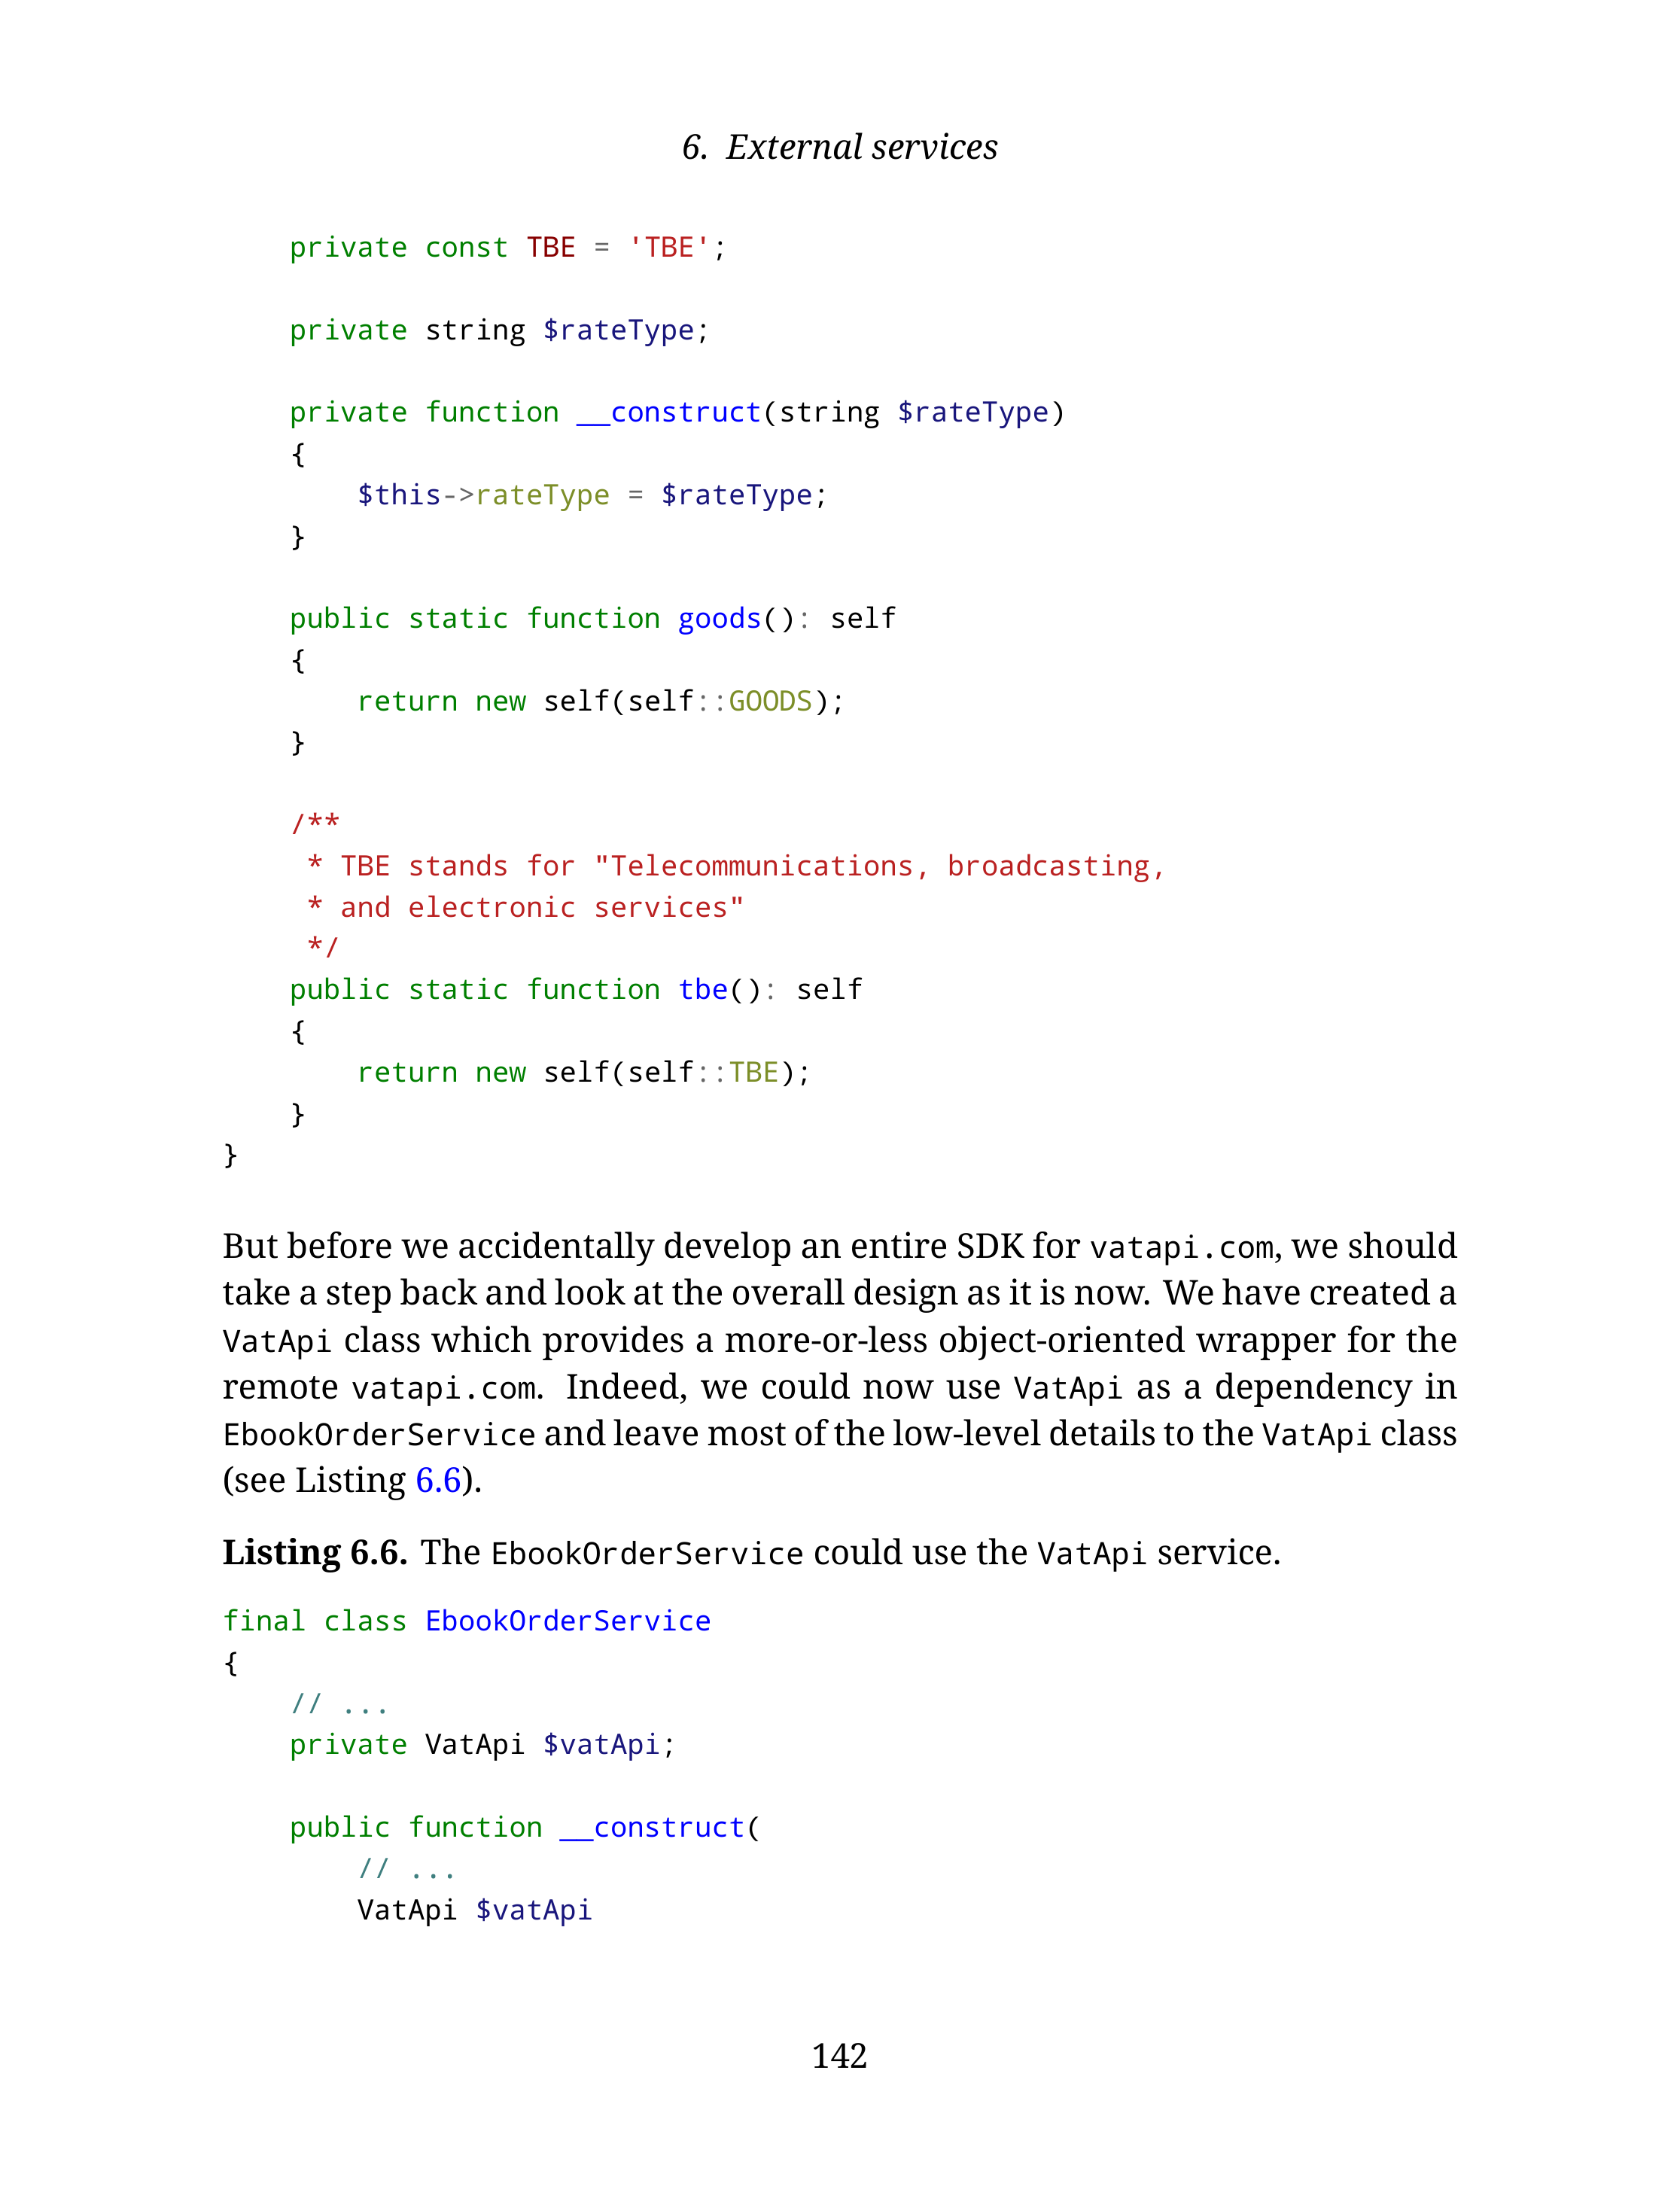 6. External services
    private const TBE = 'TBE';

    private string $rateType;

    private function __construct(string $rateType)
    {
        $this->rateType = $rateType;
    }

    public static function goods(): self
    {
        return new self(self::GOODS);
    }

    /**
     * TBE stands for "Telecommunications, broadcasting,
     * and electronic services"
     */
    public static function tbe(): self
    {
        return new self(self::TBE);
    }
}
But before we accidentally develop an entire SDK for vatapi.com, we should
take a step back and look at the overall design as it is now. We have created a
VatApi class which provides a more-or-less object-oriented wrapper for the
remote vatapi.com. Indeed, we could now use VatApi as a dependency in
EbookOrderService and leave most of the low-level details to the VatApi class
(see Listing 6.6).
Listing 6.6. The EbookOrderService could use the VatApi service.
final class EbookOrderService
{
    // ...
    private VatApi $vatApi;

    public function __construct(
        // ...
        VatApi $vatApi
142